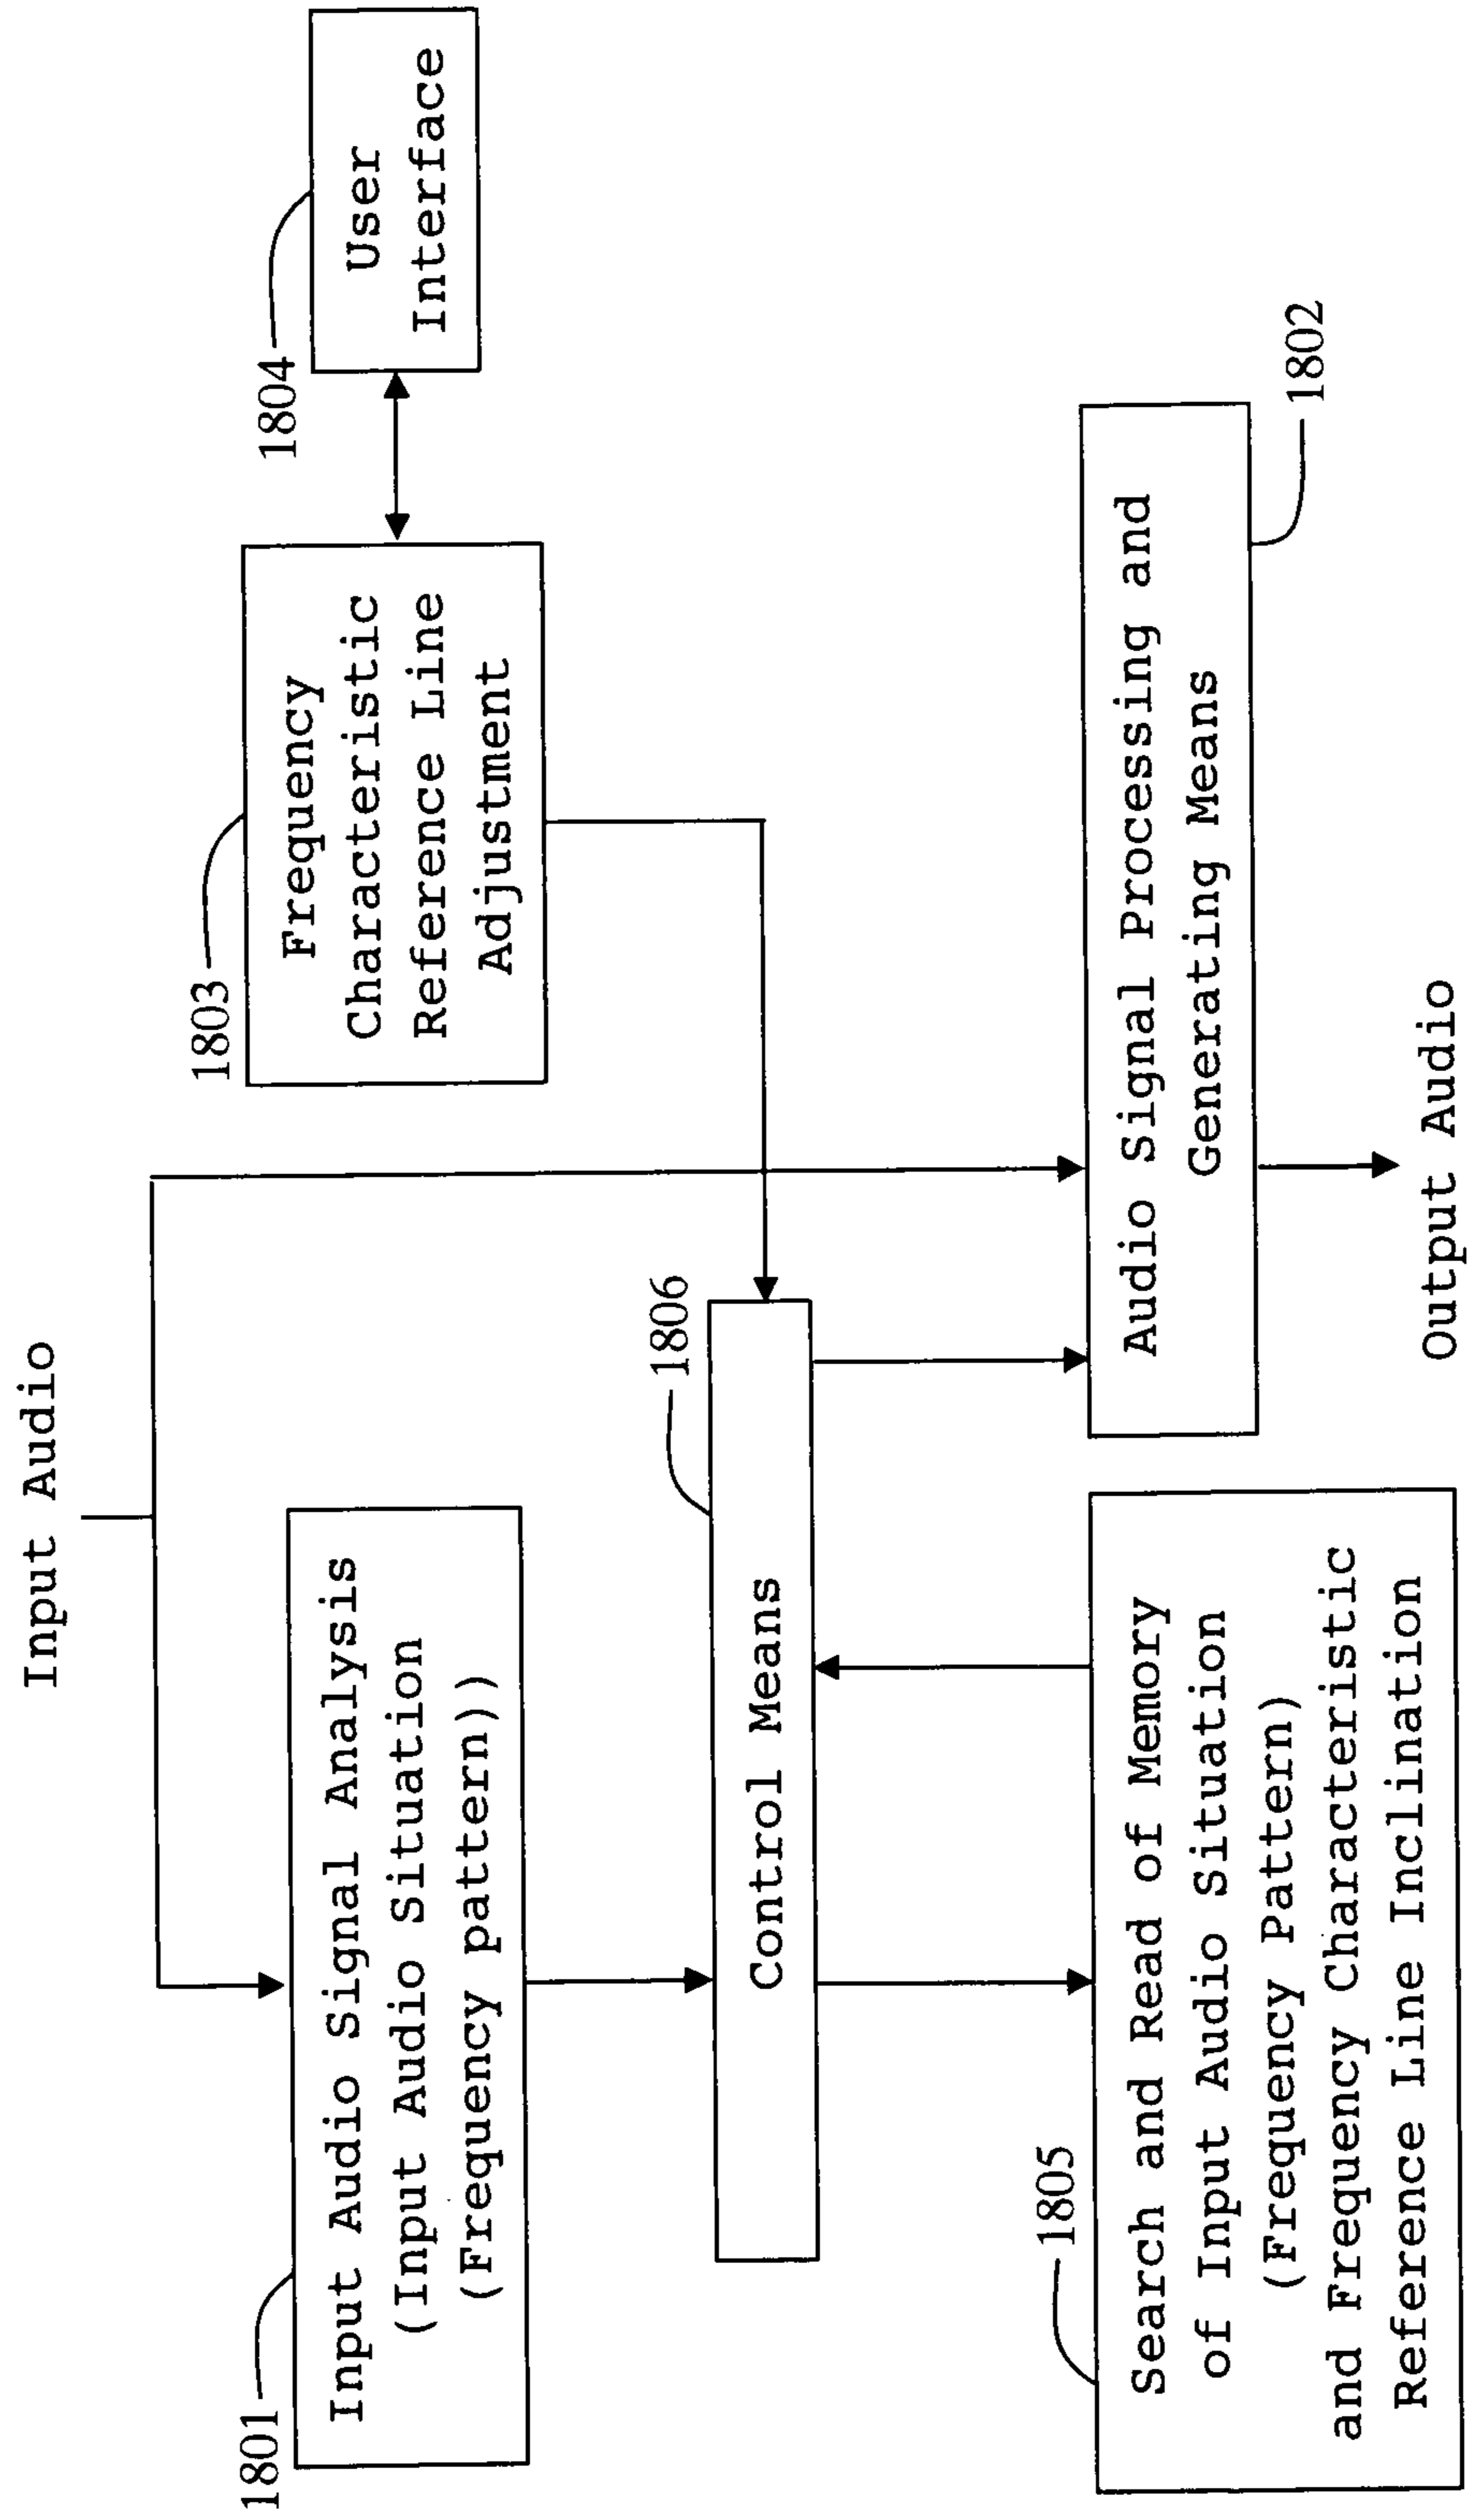 Input Audio
1801
Input Audio Signal Analysis
(Input Audio Situation
(Frequency pattern))
1803
Frequency
Characteristic
Reference Line
Adjustment
1804
User
Interface
1806
Control Means
1805
Search and Read of Memory
of Input Audio Situation
(Frequency Pattern)
and Frequency Characteristic
Reference Line Inclination
Audio Signal Processing and
Generating Means
1802
Output Audio